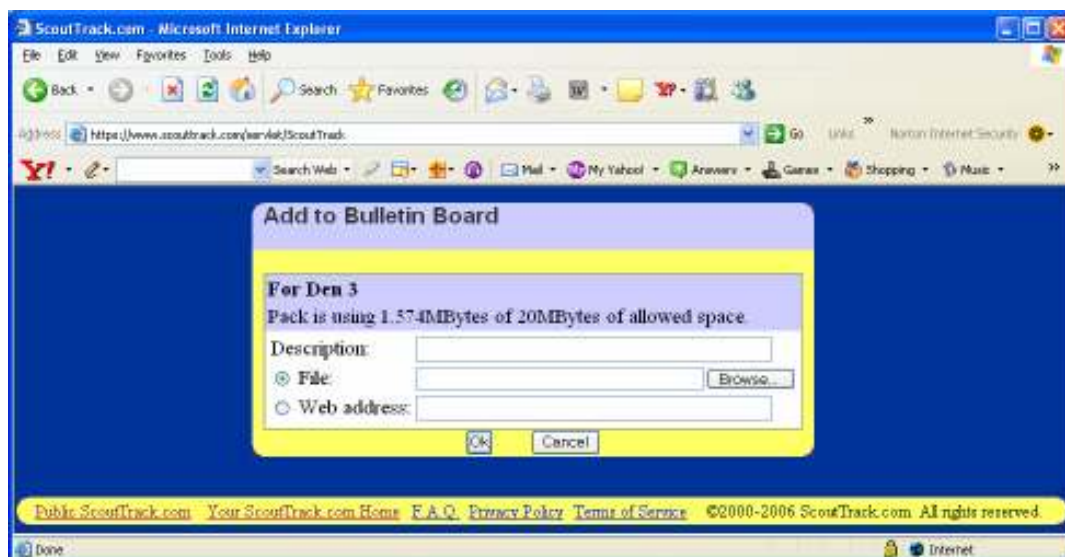 ScoutTrack.com - Microsoft Internet Explorer
File Edit View Favorites Tools Help
Back Search Favorites
Address https://www.scouttrack.com/servlet/ScoutTrack Go Links Norton Internet Security
Y! Search Web Mail My Yahoo! Answers Games Shopping Music
Add to Bulletin Board
For Den 3
Pack is using 1.574MBytes of 20MBytes of allowed space.
Description:
File: Browse...
Web address:
Ok Cancel
Public ScoutTrack.com Your ScoutTrack.com Home F.A.Q. Privacy Policy Terms of Service ©2000-2006 ScoutTrack.com. All rights reserved.
Done Internet